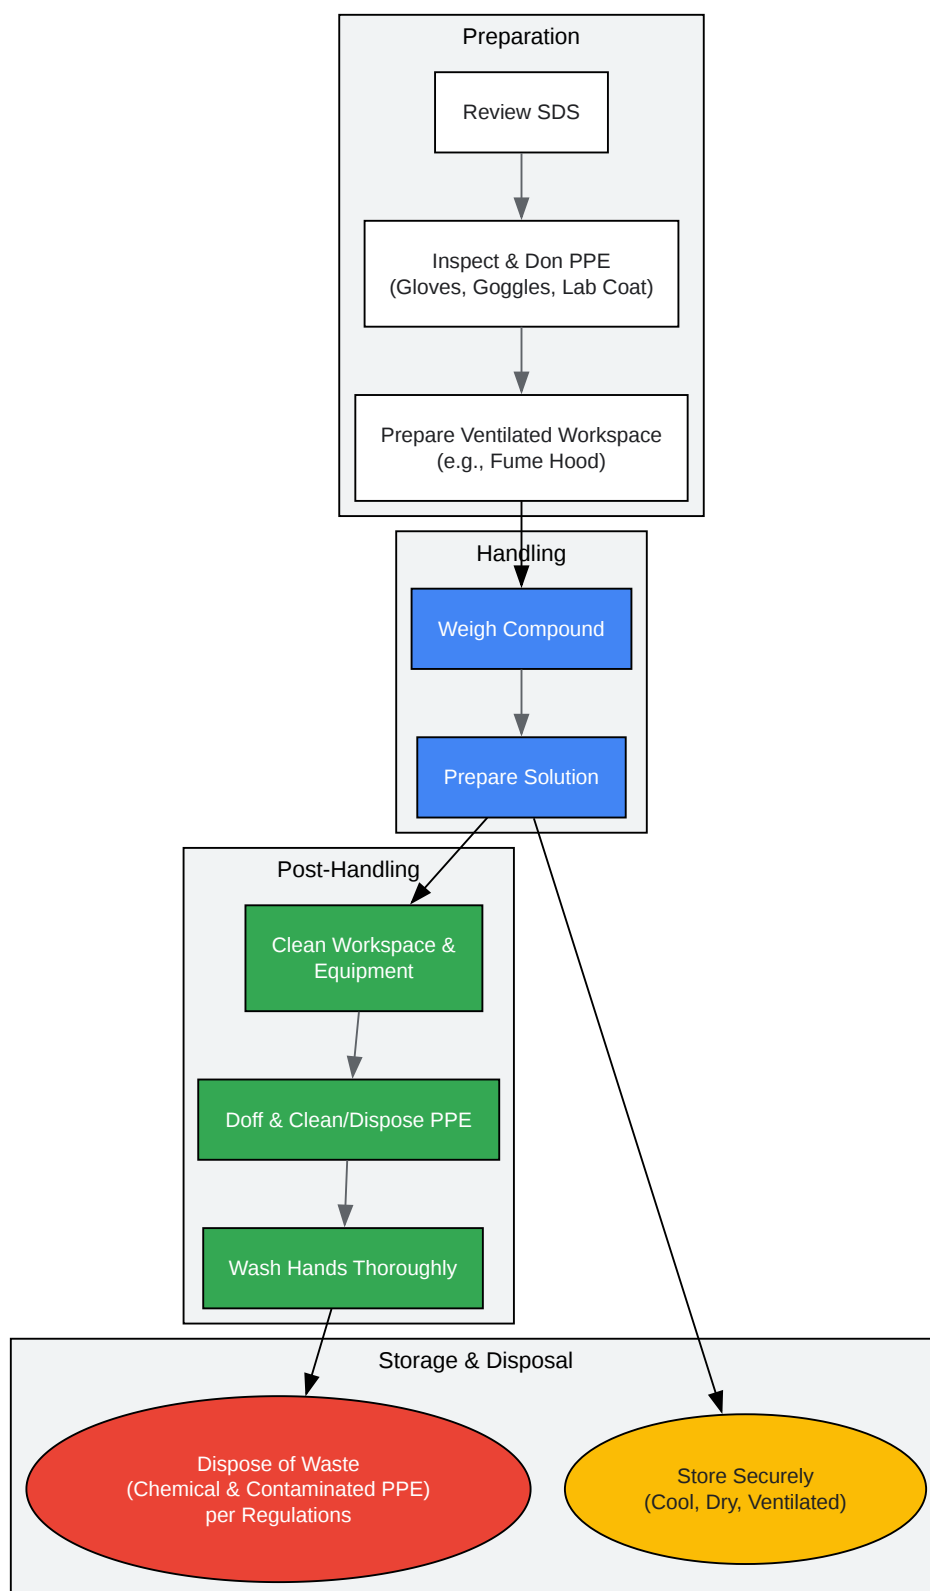 Preparation
Review SDS
Inspect & Don PPE
(Gloves, Goggles, Lab Coat)
Prepare Ventilated Workspace
(e.g., Fume Hood)
Handling
Weigh Compound
Prepare Solution
Post-Handling
Clean Workspace &
Equipment
Doff & Clean/Dispose PPE
Wash Hands Thoroughly
Storage & Disposal
Dispose of Waste
(Chemical & Contaminated PPE)
per Regulations
Store Securely
(Cool, Dry, Ventilated)